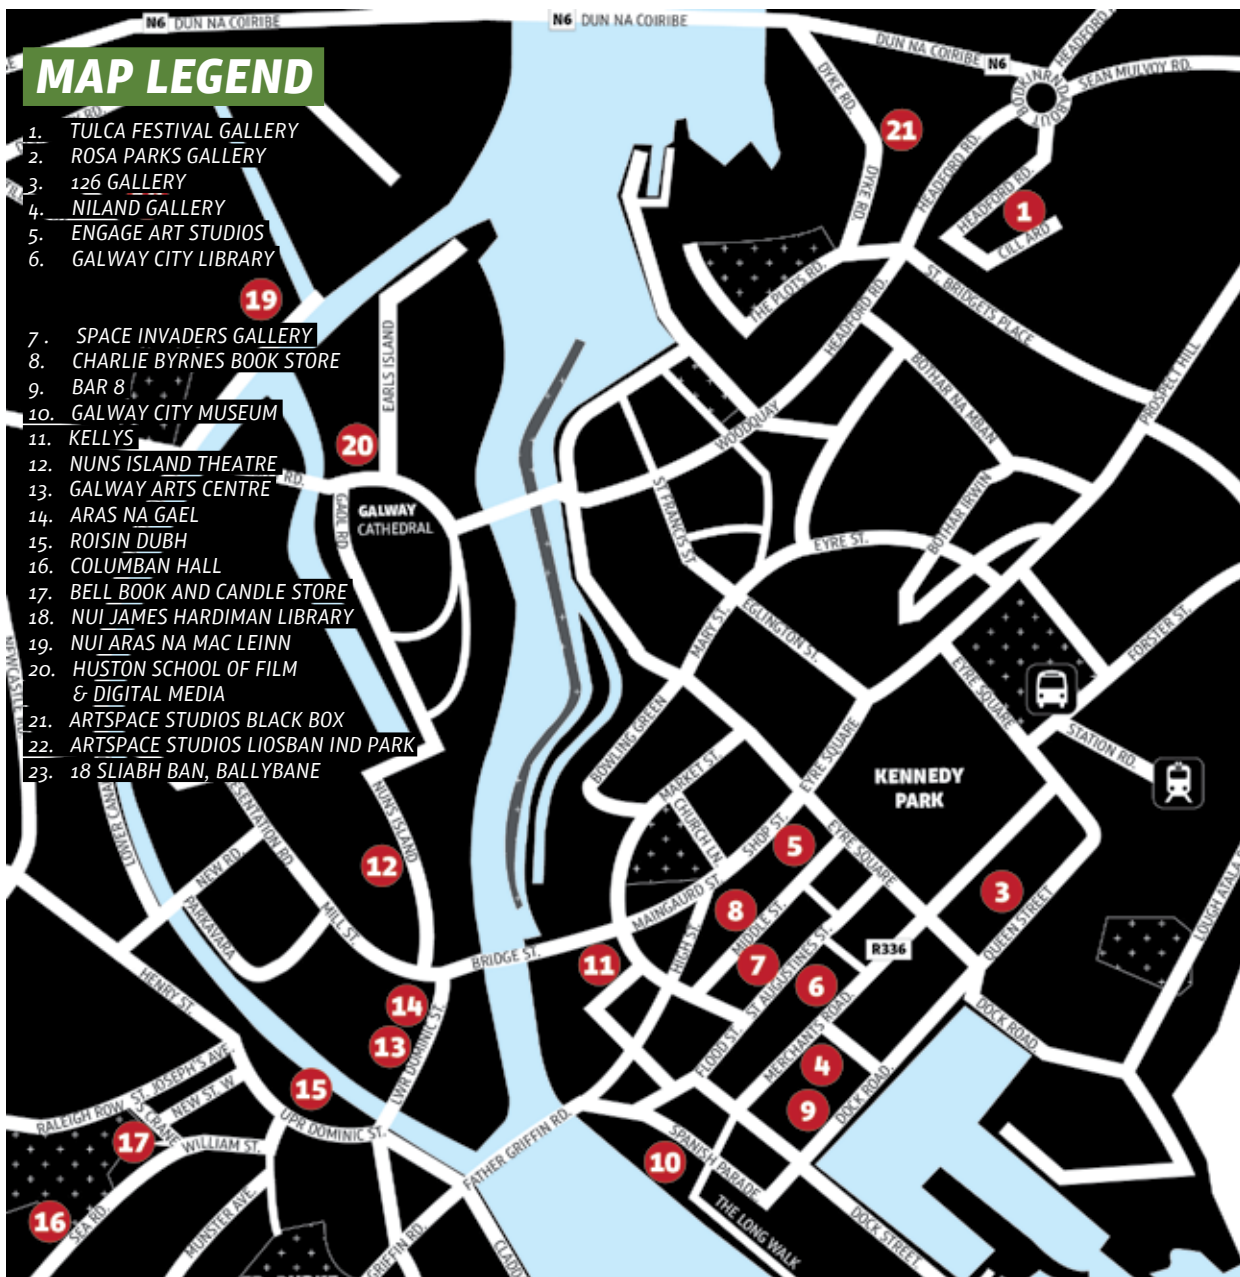 N6 DUN NA COIRIBE
N6 DUN NA COIRIBE
DUN NA COIRIBE N6
HEADFORD
SEAN MULVOY RD.
BODKIN RNDABOUT
MAP LEGEND
1. TULCA FESTIVAL GALLERY
2. ROSA PARKS GALLERY
3. 126 GALLERY
4. NILAND GALLERY
5. ENGAGE ART STUDIOS
6. GALWAY CITY LIBRARY
7. SPACE INVADERS GALLERY
8. CHARLIE BYRNES BOOK STORE
9. BAR 8
10. GALWAY CITY MUSEUM
11. KELLYS
12. NUNS ISLAND THEATRE
13. GALWAY ARTS CENTRE
14. ARAS NA GAEL
15. ROISIN DUBH
16. COLUMBAN HALL
17. BELL BOOK AND CANDLE STORE
18. NUI JAMES HARDIMAN LIBRARY
19. NUI ARAS NA MAC LEINN
20. HUSTON SCHOOL OF FILM
& DIGITAL MEDIA
21. ARTSPACE STUDIOS BLACK BOX
22. ARTSPACE STUDIOS LIOSBAN IND PARK
23. 18 SLIABH BAN, BALLYBANE
DYKE RD.
21
DYKE RD.
HEADFORD RD.
HEADFORD RD.
1
CILL ARD
THE PLOTS RD.
ST. BRIDGETS PLACE
HEADFORD RD.
19
EARLS ISLAND
BOTHAR NA MBAN
PROSPECT HILL
WOODQUAY
20
RD.
GAOL RD
GALWAY
CATHEDRAL
ST FRANCIS ST.
EYRE ST.
BOTHAR IRWIN
MARY ST.
EGLINGTON ST.
FORSTER ST.
EYRE SQUARE
STATION RD.
BOWLING GREEN
MARKET ST.
EYRE SQUARE
KENNEDY
PARK
CHURCH LN.
SHOP ST.
5
EYRE SQUARE
NUNS ISLAND
12
LOWER CANA
NEW RD.
PARKAVARA
MILL ST.
MAINGAURD ST.
8
MIDDLE ST.
3
QUEEN STREET
LOUGH ATALA
BRIDGE ST.
11
HIGH ST.
7
ST AUGUSTINES ST.
6
R336
HENRY ST.
14
13
LWR DOMINIC ST.
FLOOD ST.
MERCHANTS ROAD.
4
9
DOCK ROAD.
DOCK ROAD
15
RALEIGH ROW
ST. JOSEPH'S AVE.
NEW ST. W
CRANE
17
WILLIAM ST.
UPR DOMINIC ST.
FATHER GRIFFIN RD.
10
SPANISH PARADE
16
SEA RD.
MUNSTER AVE.
GRIFFIN RD.
THE LONG WALK
DOCK STREET.